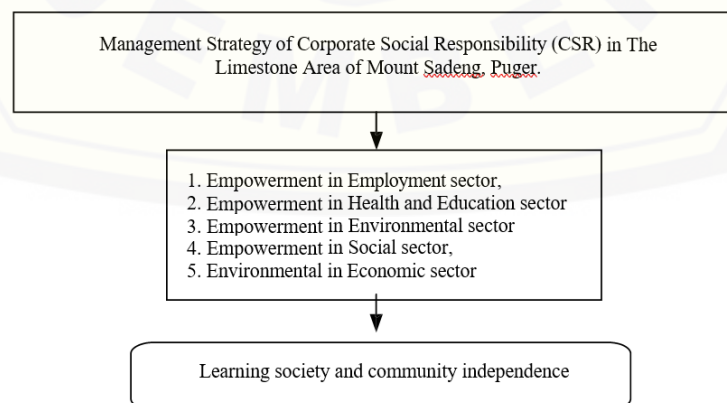 Management Strategy of Corporate Social Responsibility (CSR) in The
Limestone Area of Mount Sadeng, Puger.
1. Empowerment in Employment sector,
2. Empowerment in Health and Education sector
3. Empowerment in Environmental sector
4. Empowerment in Social sector,
5. Environmental in Economic sector
Learning society and community independence